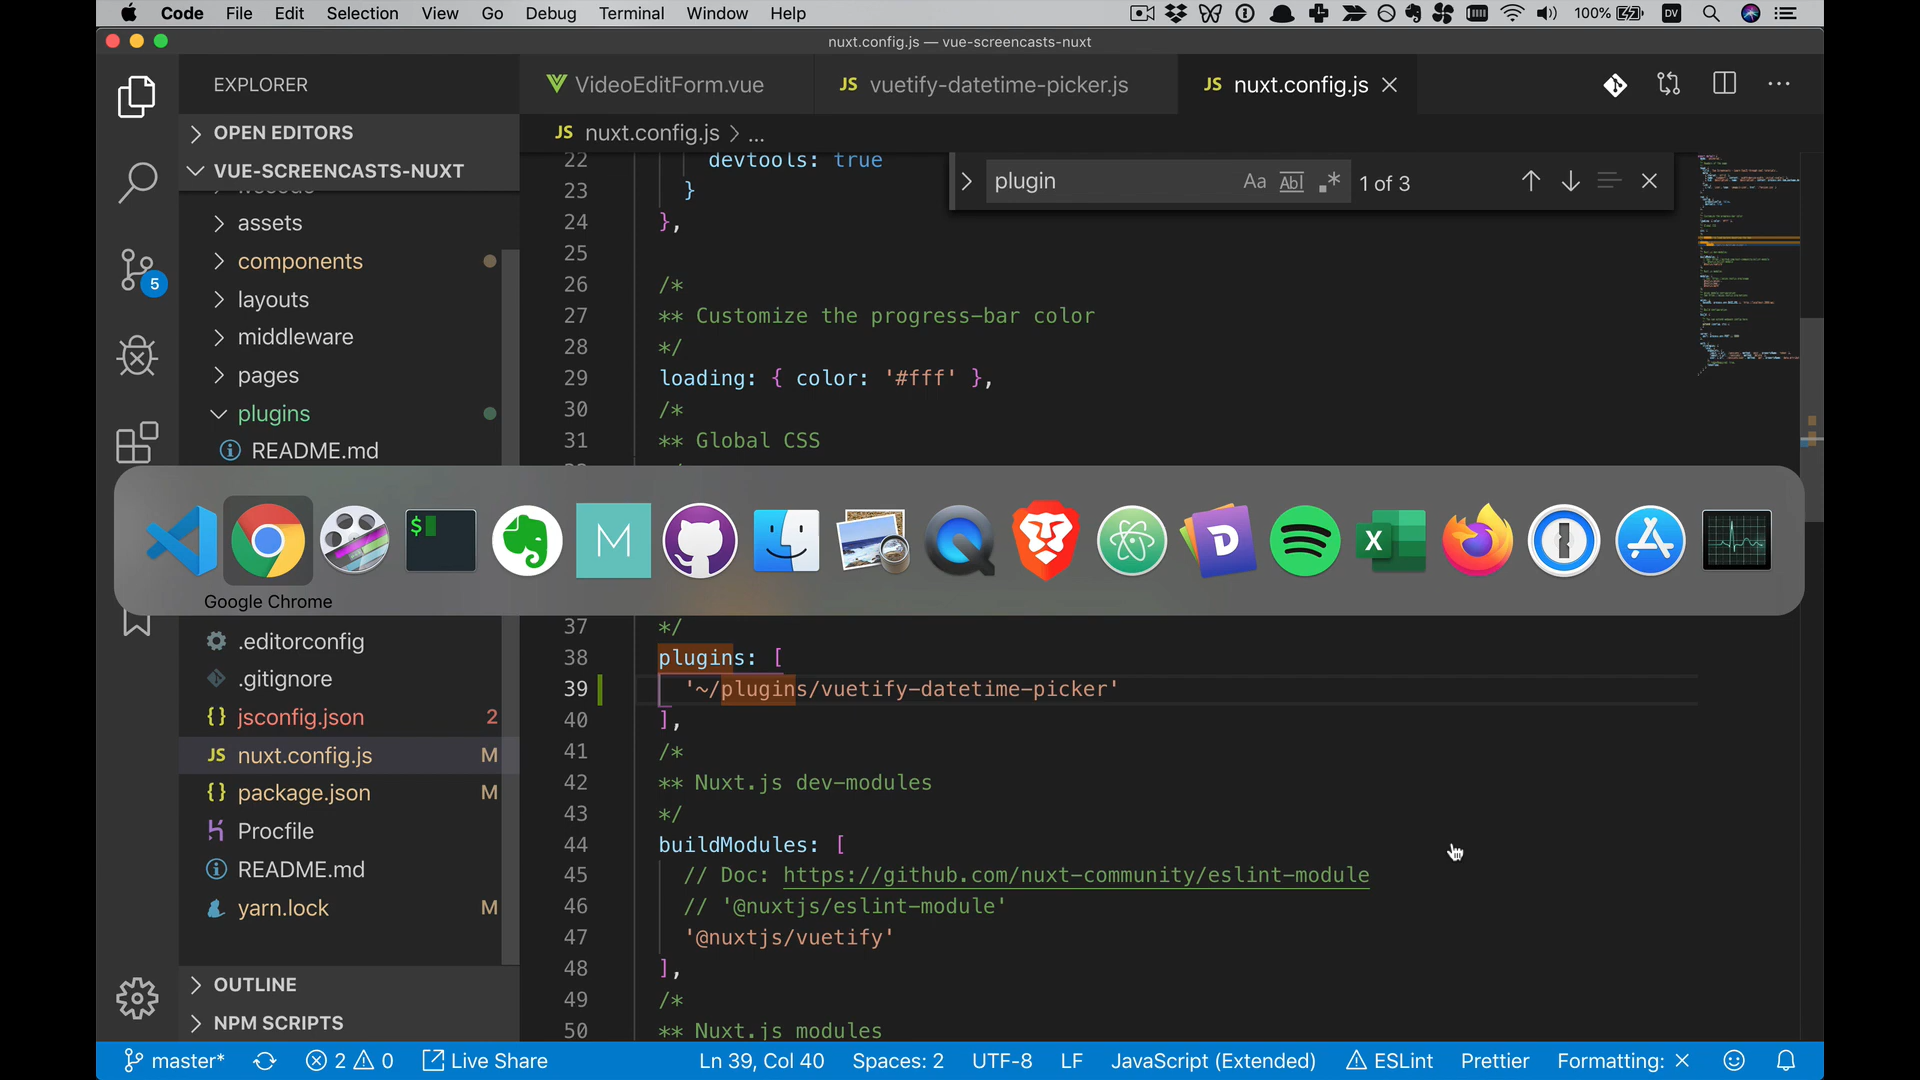 Code File Edit Selection View Go Debug Terminal Window Help 100% DV
nuxt.config.js — vue-screencasts-nuxt
EXPLORER
VideoEditForm.vue JS vuetify-datetime-picker.js JS nuxt.config.js
OPEN EDITORS
JS nuxt.config.js > ...
VUE-SCREENCASTS-NUXT
plugin Aa Abl .* 1 of 3
assets
components
layouts
middleware
pages
plugins
README.md
22 devtools: true
23 }
24 },
25
26 /*
27 ** Customize the progress-bar color
28 */
29 loading: { color: '#fff' },
30 /*
31 ** Global CSS
5
$
M
D
X
Google Chrome
.editorconfig
.gitignore
{} jsconfig.json 2
JS nuxt.config.js M
{} package.json M
Procfile
README.md
yarn.lock M
OUTLINE
NPM SCRIPTS
37 */
38 plugins: [
39 '~/plugins/vuetify-datetime-picker'
40 ],
41 /*
42 ** Nuxt.js dev-modules
43 */
44 buildModules: [
45 // Doc: https://github.com/nuxt-community/eslint-module
46 // '@nuxtjs/eslint-module'
47 '@nuxtjs/vuetify'
48 ],
49 /*
50 ** Nuxt.js modules
master* 2 0 Live Share Ln 39, Col 40 Spaces: 2 UTF-8 LF JavaScript (Extended) ESLint Prettier Formatting: ×